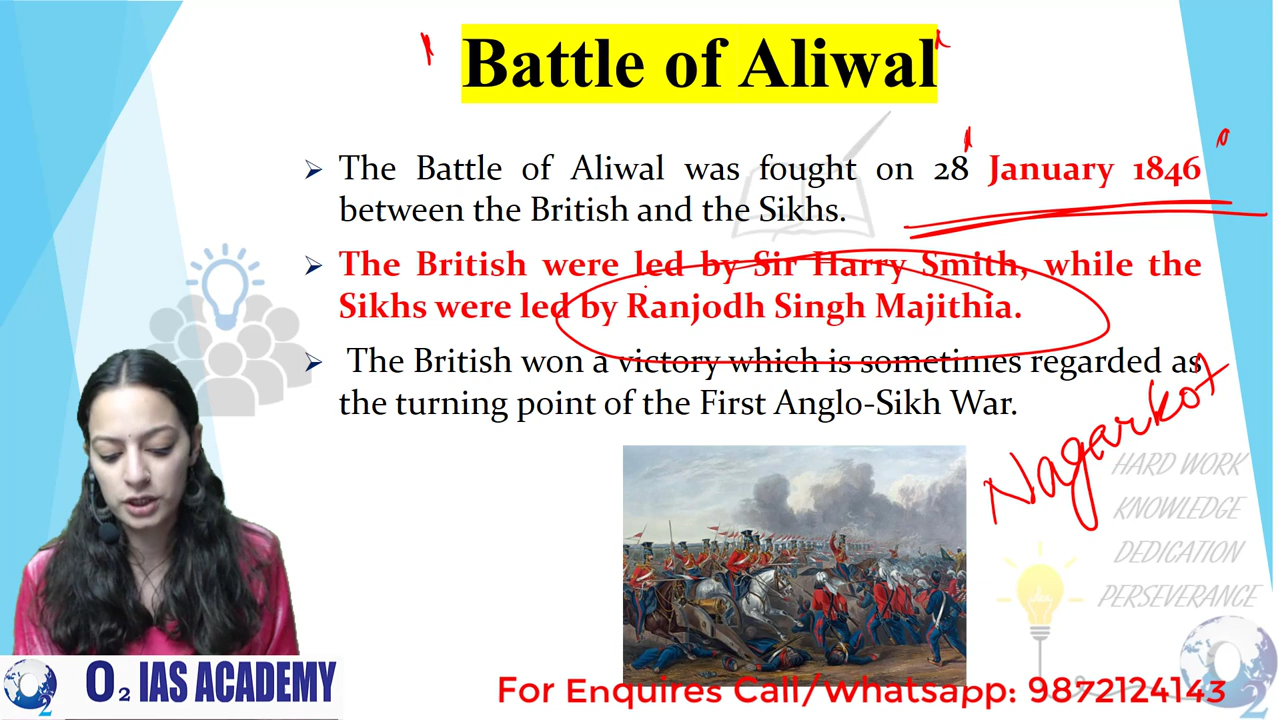 Battle of Aliwal
➢ The Battle of Aliwal was fought on 28 January 1846
between the British and the Sikhs.
➢ The British were led by Sir Harry Smith, while the
Sikhs were led by Ranjodh Singh Majithia.
➢ The British won a victory which is sometimes regarded as
the turning point of the First Anglo-Sikh War.
Nagarkot
HARD WORK
KNOWLEDGE
DEDICATION
PERSEVERANCE
idea
O2 IAS ACADEMY
2
For Enquires Call/Whatsapp: 9872124143
2